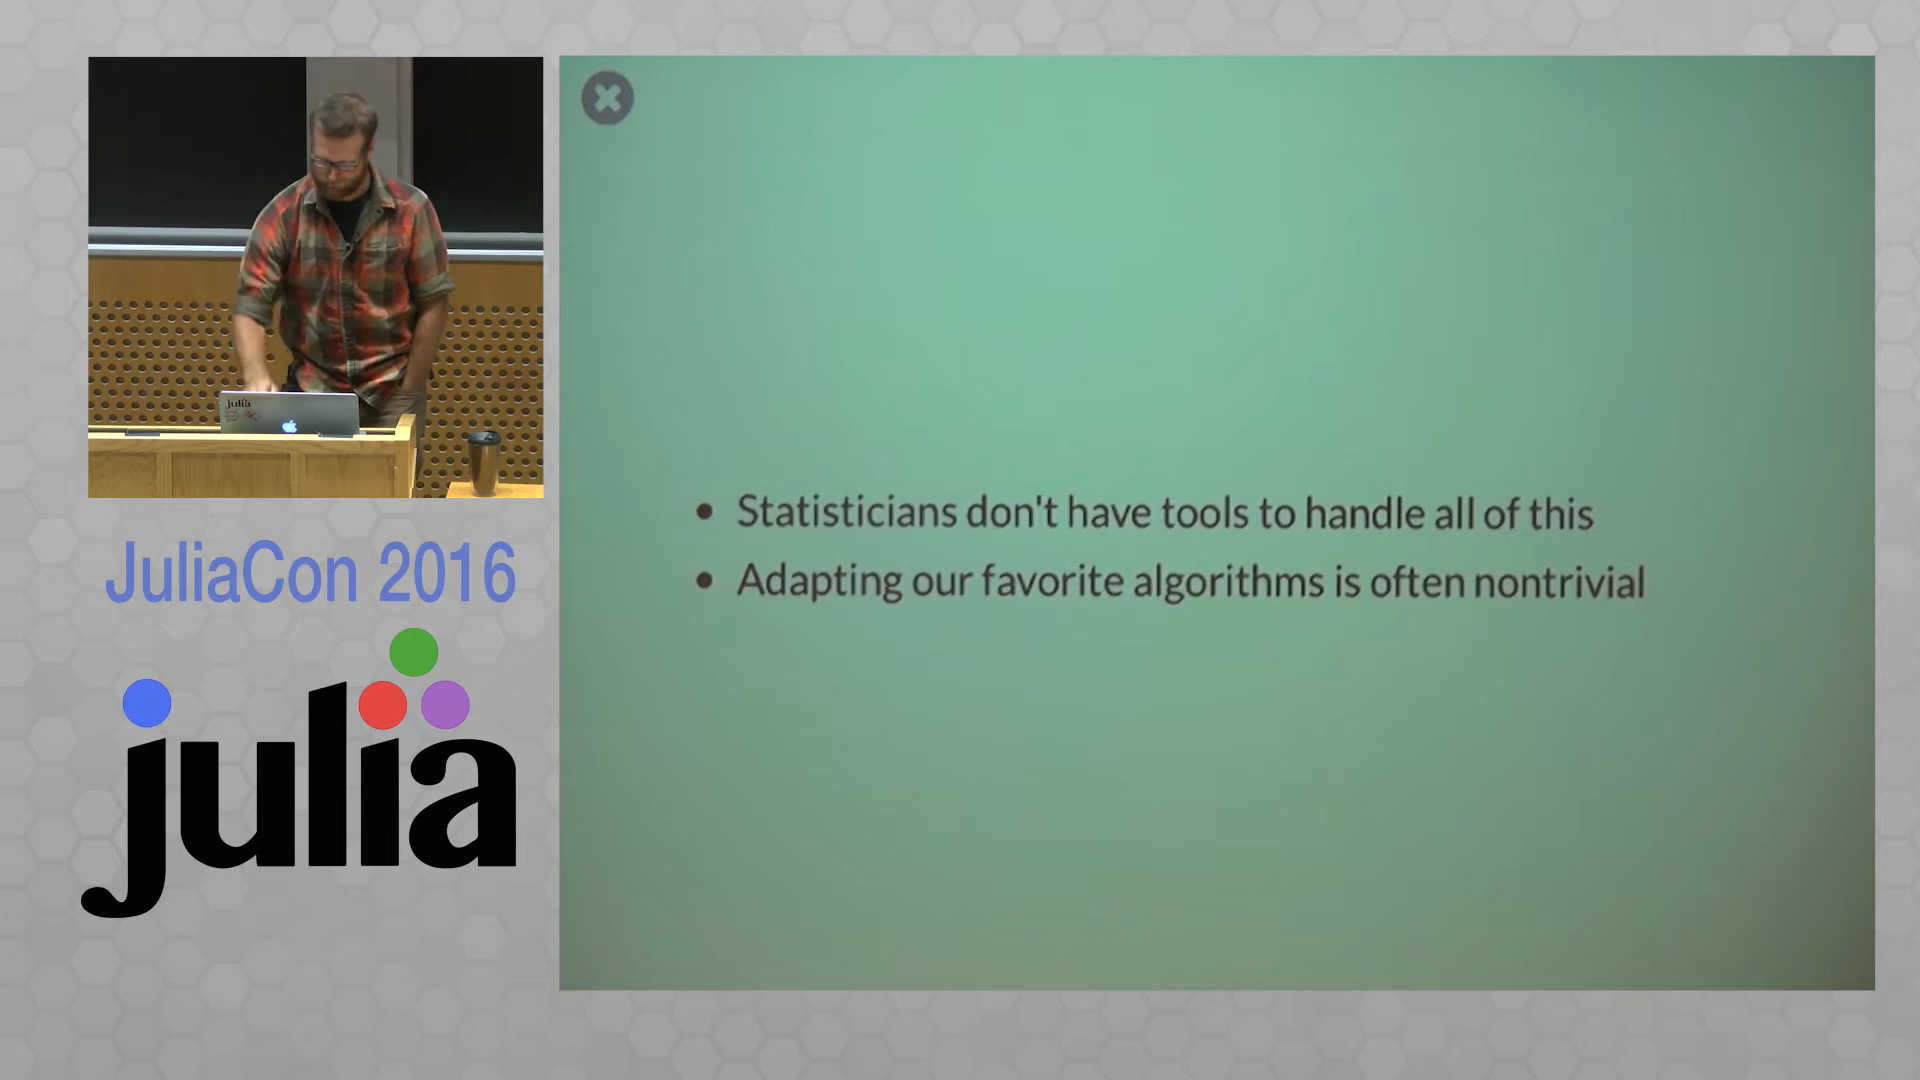 julia
JuliaCon 2016
julia
Statisticians don't have tools to handle all of this
Adapting our favorite algorithms is often nontrivial